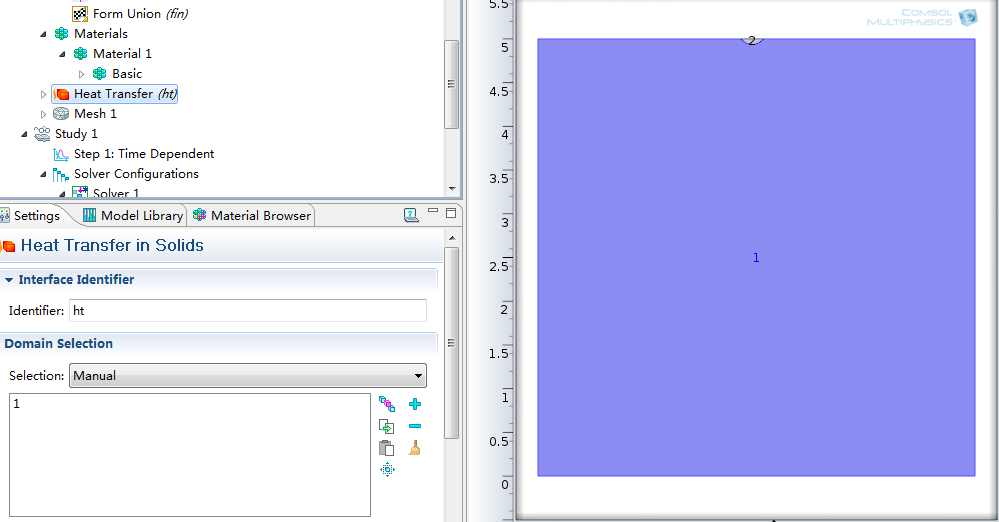 Form Union (fin)
Materials
Material 1
Basic
Heat Transfer (ht)
Mesh 1
Study 1
Step 1: Time Dependent
Solver Configurations
Solver 1
Settings
Model Library
Material Browser
Heat Transfer in Solids
Interface Identifier
Identifier: ht
Domain Selection
Selection: Manual
1
COMSOL
MULTIPHYSICS
5.5
5
4.5
4
3.5
3
2.5
2
1.5
1
0.5
0
2
1